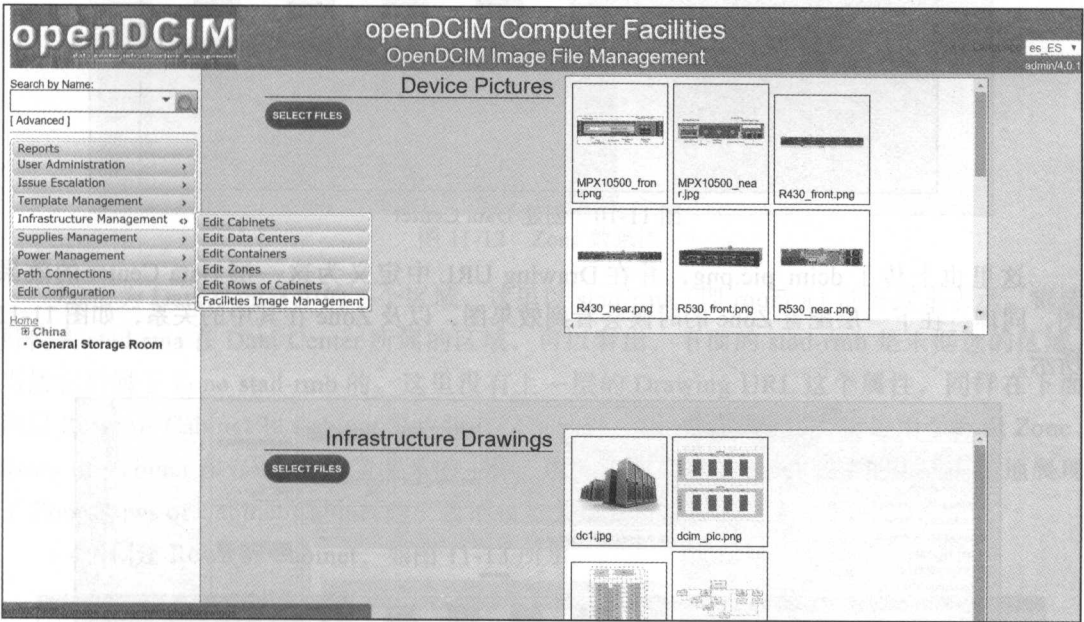 openDCIM
data center infrastructure management
openDCIM Computer Facilities
OpenDCIM Image File Management
es_ES
admin/4.0.1
Search by Name:
[ Advanced ]
Reports
User Administration
Issue Escalation
Template Management
Infrastructure Management
Supplies Management
Power Management
Path Connections
Edit Configuration
Edit Cabinets
Edit Data Centers
Edit Containers
Edit Zones
Edit Rows of Cabinets
Facilities Image Management
Home
China
General Storage Room
Device Pictures
SELECT FILES
MPX10500_fron
t.png
MPX10500_nea
r.jpg
R430_front.png
R430_near.png
R530_front.png
R530_near.png
Infrastructure Drawings
SELECT FILES
dc1.jpg
dcim_pic.png